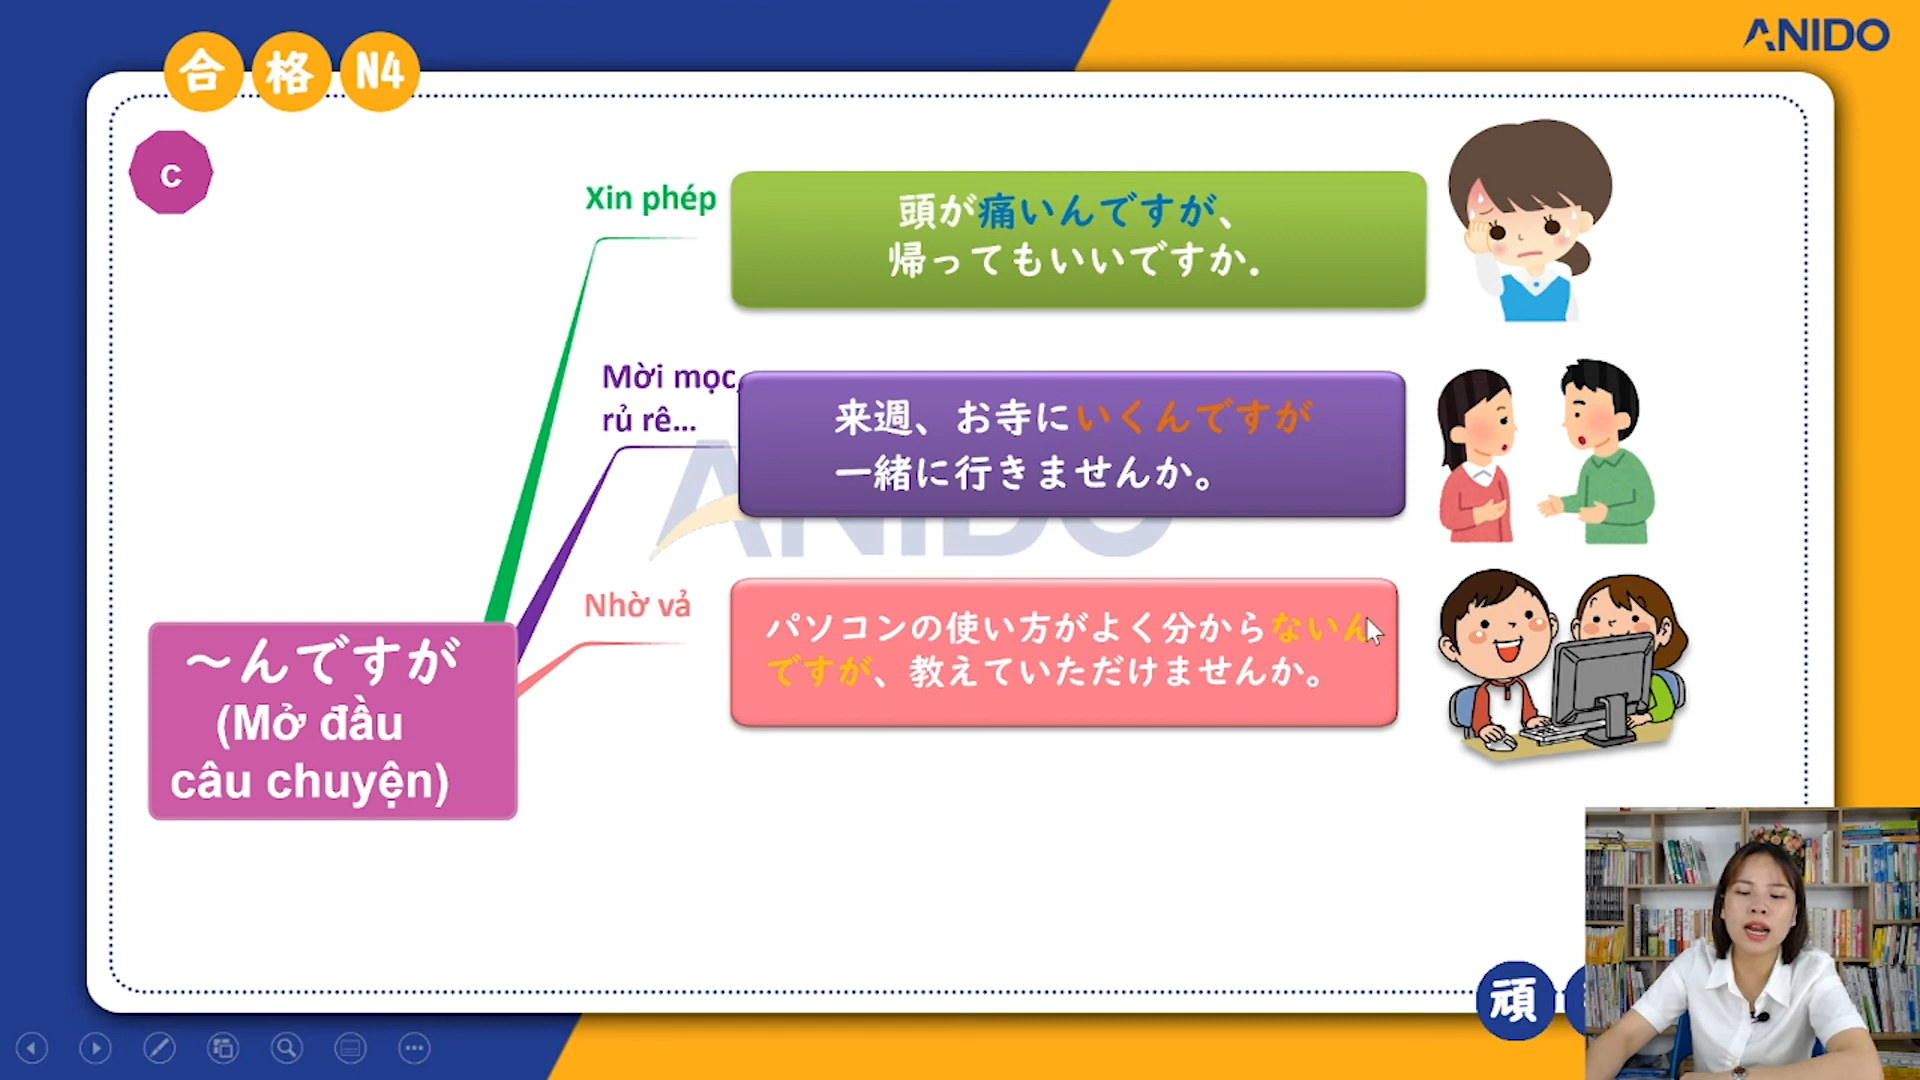 ANIDO
合格 N4
C
Xin phép
頭が痛いんですが、
帰ってもいいですか.
Mời mọc,
rủ rê...
来週、お寺にいくんですが
一緒に行きませんか。
Nhờ vả
パソコンの使い方がよく分からないん
ですが、教えていただけませんか。
～んですが
(Mở đầu
câu chuyện)
ANIDO
頑